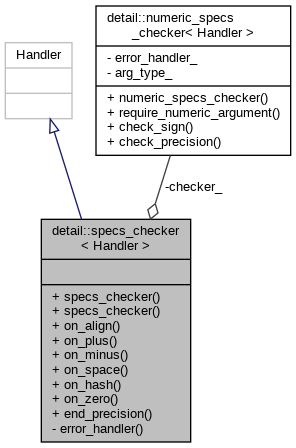 detail::numeric_specs
_checker< Handler >
- error_handler_
- arg_type_
+ numeric_specs_checker()
+ require_numeric_argument()
+ check_sign()
+ check_precision()
Handler
-checker_
detail::specs_checker
< Handler >
+ specs_checker()
+ specs_checker()
+ on_align()
+ on_plus()
+ on_minus()
+ on_space()
+ on_hash()
+ on_zero()
+ end_precision()
- error_handler()